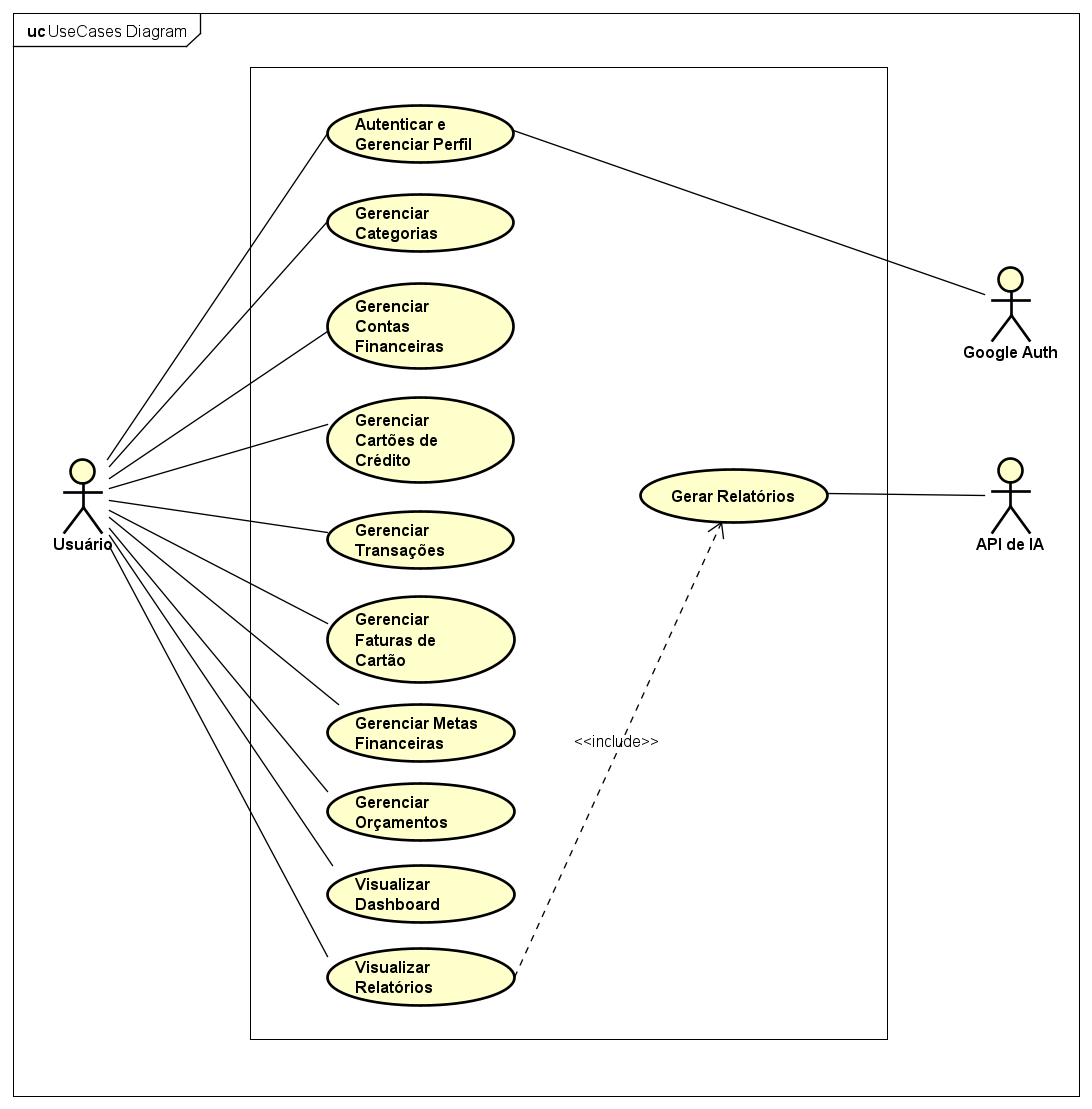 uc UseCases Diagram
Autenticar e
Gerenciar Perfil
Gerenciar
Categorias
Gerenciar
Contas
Financeiras
Google Auth
Gerenciar
Cartões de
Crédito
Gerar Relatórios
Usuário
API de IA
Gerenciar
Transações
Gerenciar
Faturas de
Cartão
Gerenciar Metas
Financeiras
<<include>>
Gerenciar
Orçamentos
Visualizar
Dashboard
Visualizar
Relatórios